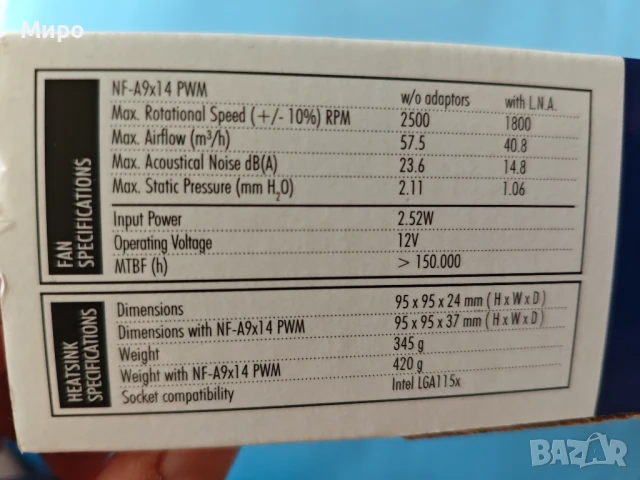 Миро
FAN SPECIFICATIONS
NF-A9x14 PWM w/o adaptors with L.N.A.
Max. Rotational Speed (+/- 10%) RPM 2500 1800
Max. Airflow (m³/h) 57.5 40.8
Max. Acoustical Noise dB(A) 23.6 14.8
Max. Static Pressure (mm H₂O) 2.11 1.06
Input Power 2.52W
Operating Voltage 12V
MTBF (h) > 150.000
HEATSINK SPECIFICATIONS
Dimensions 95 x 95 x 24 mm (HxWxD)
Dimensions with NF-A9x14 PWM 95 x 95 x 37 mm (HxWxD)
Weight 345 g
Weight with NF-A9x14 PWM 420 g
Socket compatibility Intel LGA115x
BAZAR